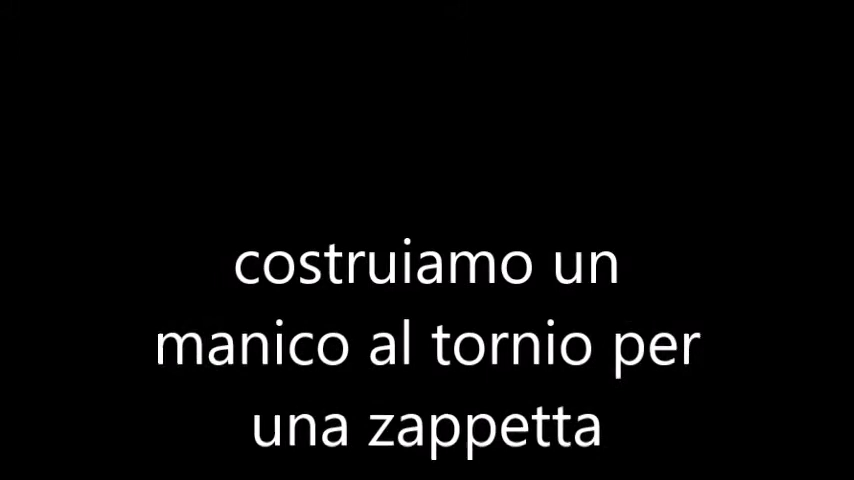 costruiamo un
manico al tornio per
una zappetta